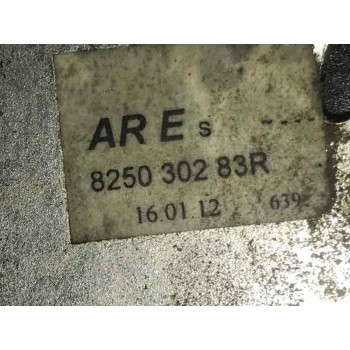 AR E s ----
8250 302 83R
16.01.12 639